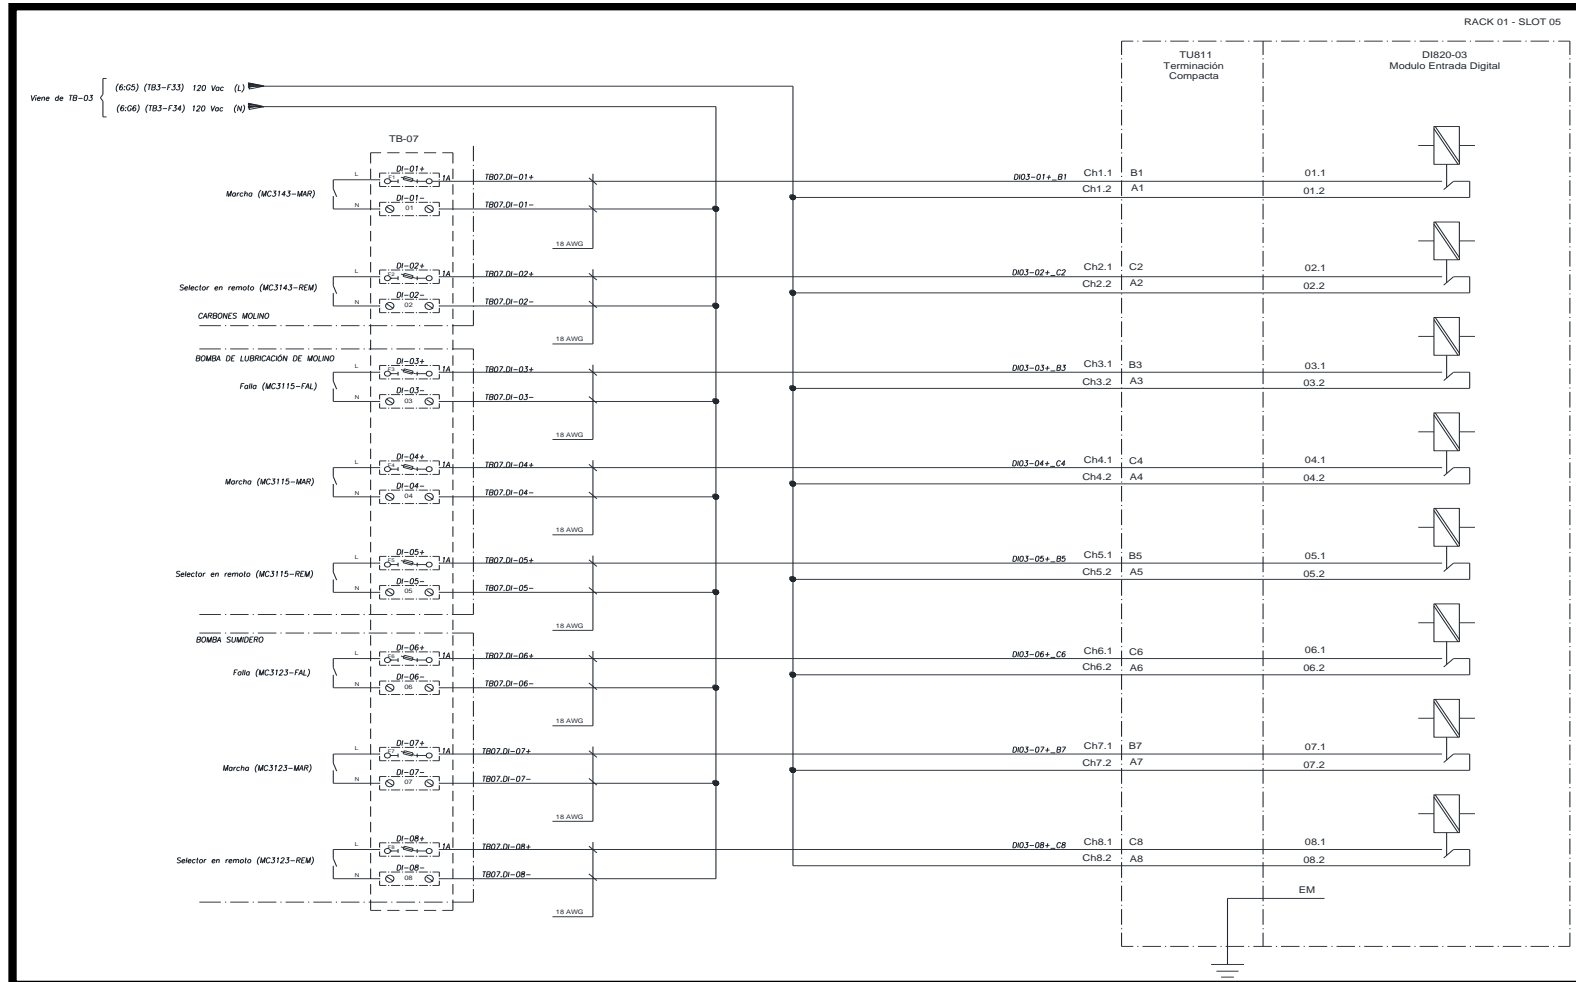 RACK 01 - SLOT 05
TU811
Terminación
Compacta
DI820-03
Modulo Entrada Digital
Viene de TB-03
(6:G5) (TB3-F33) 120 Vac (L)
(6:G6) (TB3-F34) 120 Vac (N)
TB-07
Marcha (MC3143-MAR)
L
DI-01+
F1
1A
TB07.DI-01+
DI03-01+_B1
Ch1.1
B1
01.1
N
DI-01-
01
TB07.DI-01-
Ch1.2
A1
01.2
18 AWG
Selector en remoto (MC3143-REM)
L
DI-02+
F2
1A
TB07.DI-02+
DI03-02+_C2
Ch2.1
C2
02.1
N
DI-02-
02
TB07.DI-02-
Ch2.2
A2
02.2
18 AWG
CARBONES MOLINO
BOMBA DE LUBRICACIÓN DE MOLINO
Falla (MC3115-FAL)
L
DI-03+
F3
1A
TB07.DI-03+
DI03-03+_B3
Ch3.1
B3
03.1
N
DI-03-
03
TB07.DI-03-
Ch3.2
A3
03.2
18 AWG
Marcha (MC3115-MAR)
L
DI-04+
F4
1A
TB07.DI-04+
DI03-04+_C4
Ch4.1
C4
04.1
N
DI-04-
04
TB07.DI-04-
Ch4.2
A4
04.2
18 AWG
Selector en remoto (MC3115-REM)
L
DI-05+
F5
1A
TB07.DI-05+
DI03-05+_B5
Ch5.1
B5
05.1
N
DI-05-
05
TB07.DI-05-
Ch5.2
A5
05.2
18 AWG
BOMBA SUMIDERO
Falla (MC3123-FAL)
L
DI-06+
F6
1A
TB07.DI-06+
DI03-06+_C6
Ch6.1
C6
06.1
N
DI-06-
06
TB07.DI-06-
Ch6.2
A6
06.2
18 AWG
Marcha (MC3123-MAR)
L
DI-07+
F7
1A
TB07.DI-07+
DI03-07+_B7
Ch7.1
B7
07.1
N
DI-07-
07
TB07.DI-07-
Ch7.2
A7
07.2
18 AWG
Selector en remoto (MC3123-REM)
L
DI-08+
F8
1A
TB07.DI-08+
DI03-08+_C8
Ch8.1
C8
08.1
N
DI-08-
08
TB07.DI-08-
Ch8.2
A8
08.2
18 AWG
EM